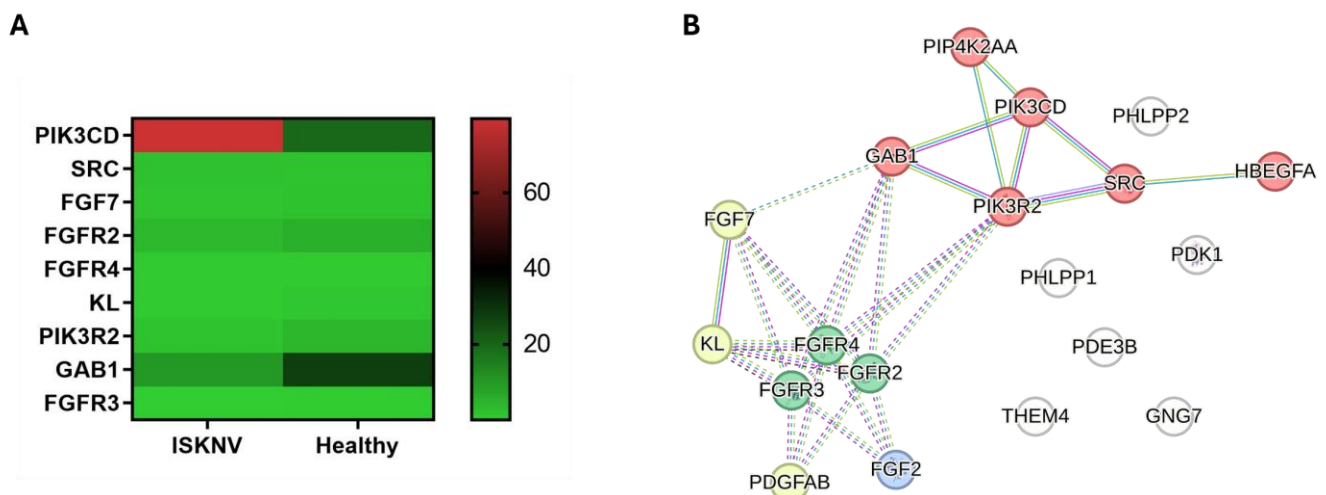 A
PIK3CD
SRC
FGF7
FGFR2
FGFR4
KL
PIK3R2
GAB1
FGFR3
ISKNV Healthy
60
40
20
B
PIP4K2AA
PIK3CD
PHLPP2
GAB1
SRC
HBEGFA
PIK3R2
FGF7
PDK1
PHLPP1
KL
FGFR4
PDE3B
FGFR2
FGFR3
THEM4
GNG7
FGF2
PDGFAB